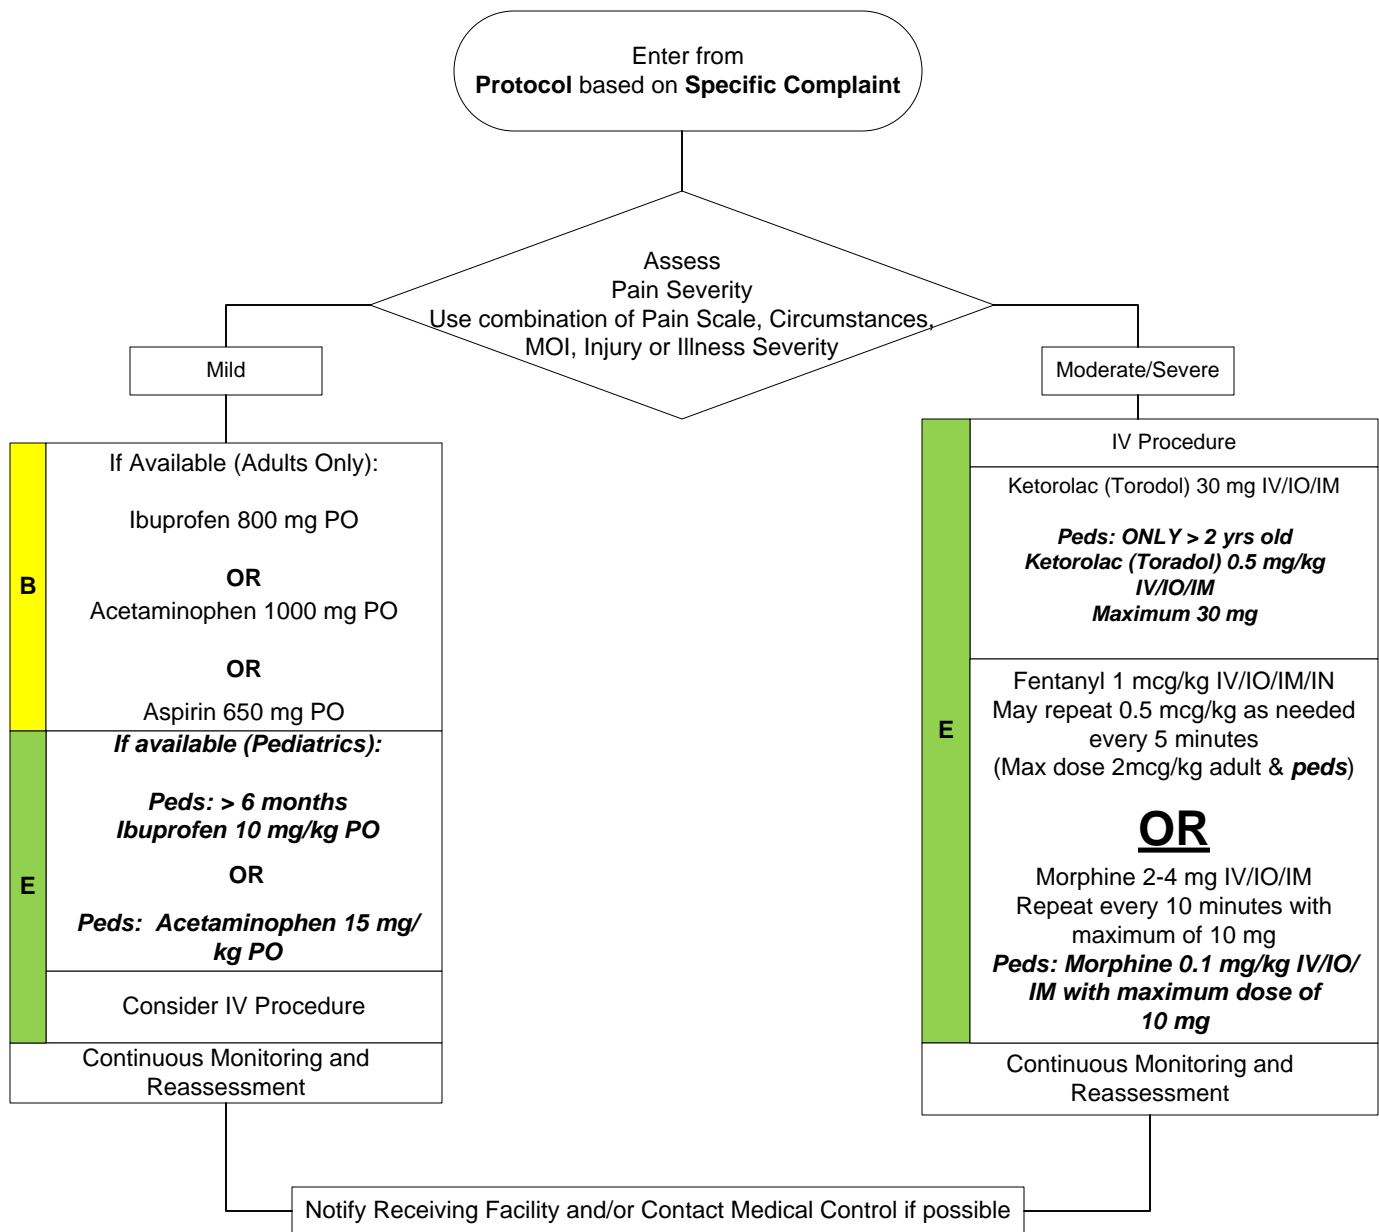 Enter from
Protocol based on Specific Complaint
Assess
Pain Severity
Use combination of Pain Scale, Circumstances,
MOI, Injury or Illness Severity
Mild
Moderate/Severe
B
If Available (Adults Only):
Ibuprofen 800 mg PO
OR
Acetaminophen 1000 mg PO
OR
Aspirin 650 mg PO
E
If available (Pediatrics):
Peds: > 6 months
Ibuprofen 10 mg/kg PO
OR
Peds: Acetaminophen 15 mg/
kg PO
Consider IV Procedure
Continuous Monitoring and
Reassessment
E
IV Procedure
Ketorolac (Torodol) 30 mg IV/IO/IM
Peds: ONLY > 2 yrs old
Ketorolac (Toradol) 0.5 mg/kg
IV/IO/IM
Maximum 30 mg
Fentanyl 1 mcg/kg IV/IO/IM/IN
May repeat 0.5 mcg/kg as needed
every 5 minutes
(Max dose 2mcg/kg adult & peds)
OR
Morphine 2-4 mg IV/IO/IM
Repeat every 10 minutes with
maximum of 10 mg
Peds: Morphine 0.1 mg/kg IV/IO/
IM with maximum dose of
10 mg
Continuous Monitoring and
Reassessment
Notify Receiving Facility and/or Contact Medical Control if possible